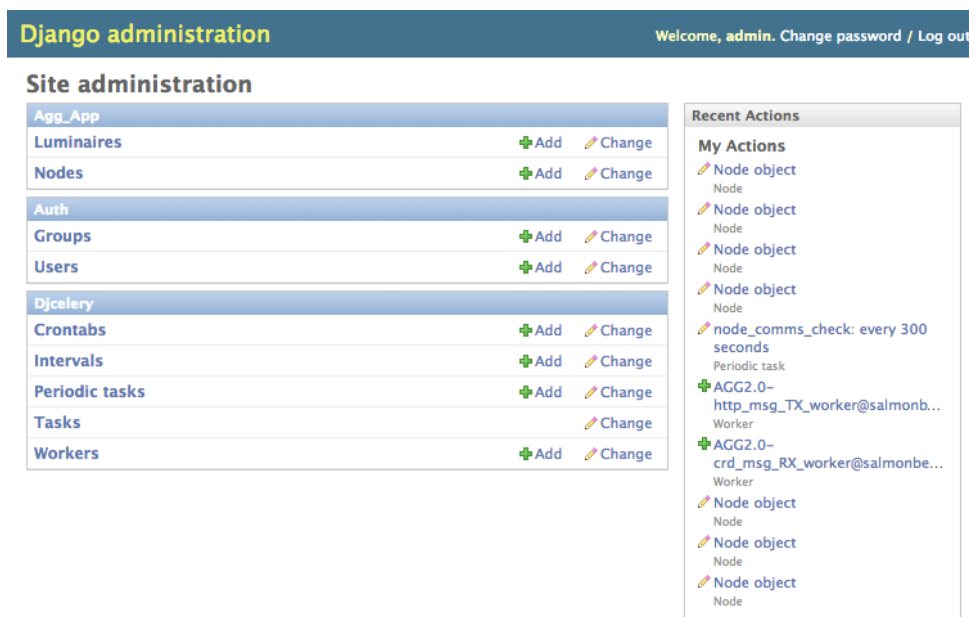 Django administration
Welcome, admin. Change password / Log out
Site administration
Agg_App
Luminaires Add Change
Nodes Add Change
Auth
Groups Add Change
Users Add Change
Djcelery
Crontabs Add Change
Intervals Add Change
Periodic tasks Add Change
Tasks Change
Workers Add Change
Recent Actions
My Actions
Node object
Node
Node object
Node
Node object
Node
Node object
Node
node_comms_check: every 300
seconds
Periodic task
AGG2.0-
http_msg_TX_worker@salmonb...
Worker
AGG2.0-
crd_msg_RX_worker@salmonbe...
Worker
Node object
Node
Node object
Node
Node object
Node